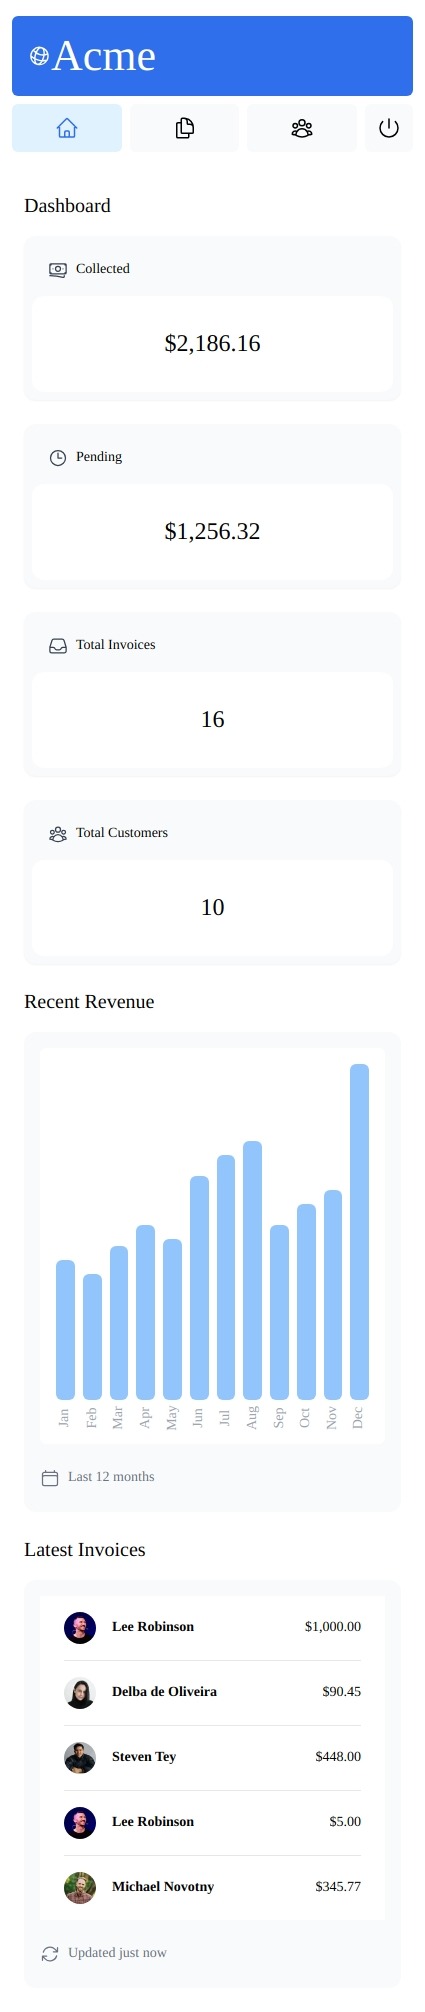 Acme
Dashboard
Collected
$2,186.16
Pending
$1,256.32
Total Invoices
16
Total Customers
10
Recent Revenue
Jan Feb Mar Apr May Jun Jul Aug Sep Oct Nov Dec
Last 12 months
Latest Invoices
Lee Robinson $1,000.00
Delba de Oliveira $90.45
Steven Tey $448.00
Lee Robinson $5.00
Michael Novotny $345.77
Updated just now